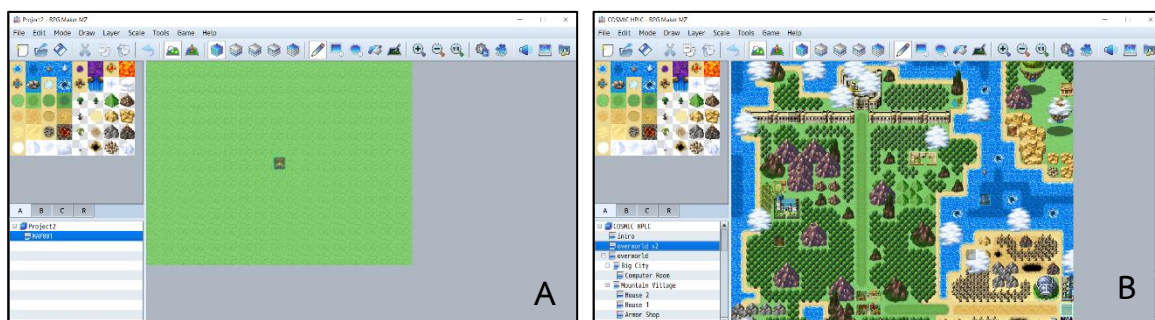 Project2 - RPG Maker MZ
File Edit Mode Draw Layer Scale Tools Game Help
A B C R
Project2
MAP001
A
COSMIC HPLC - RPG Maker MZ
File Edit Mode Draw Layer Scale Tools Game Help
A B C R
COSMIC HPLC
intro
overworld v2
overworld
Big City
Computer Room
Mountain Village
House 2
House 1
Armor Shop
B